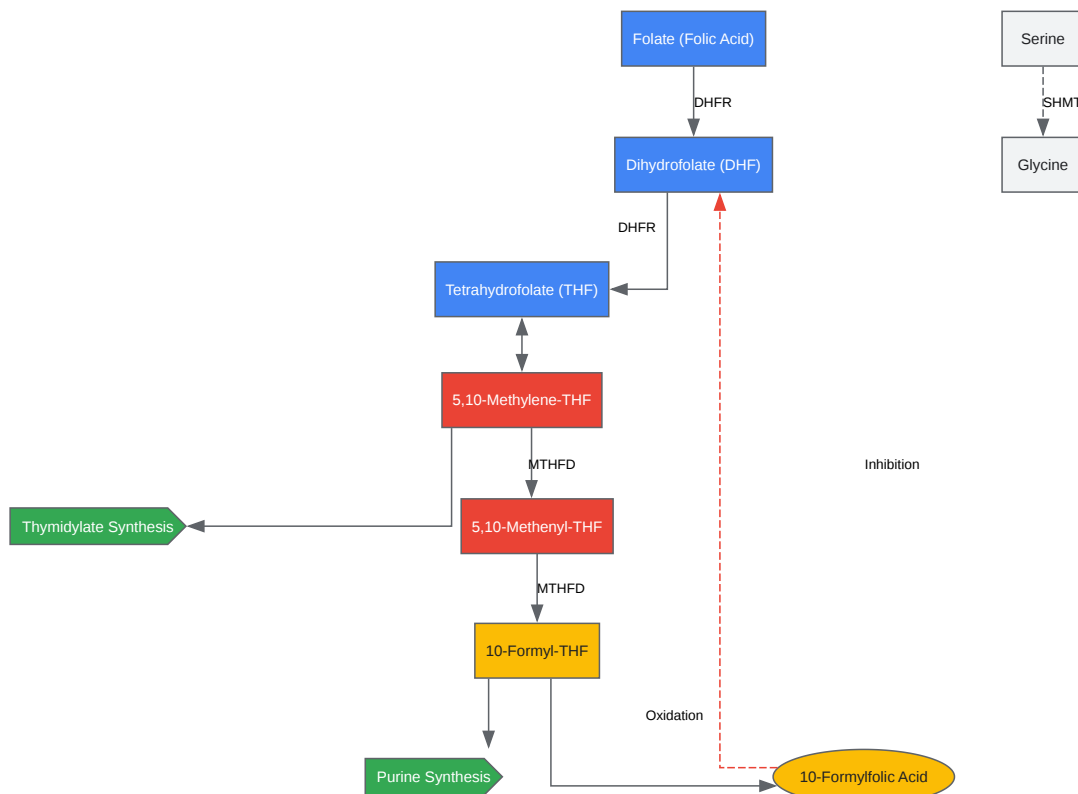 Folate (Folic Acid)
Serine
DHFR
SHMT
Dihydrofolate (DHF)
Glycine
DHFR
Tetrahydrofolate (THF)
5,10-Methylene-THF
MTHFD
Inhibition
Thymidylate Synthesis
5,10-Methenyl-THF
MTHFD
10-Formyl-THF
Oxidation
Purine Synthesis
10-Formylfolic Acid